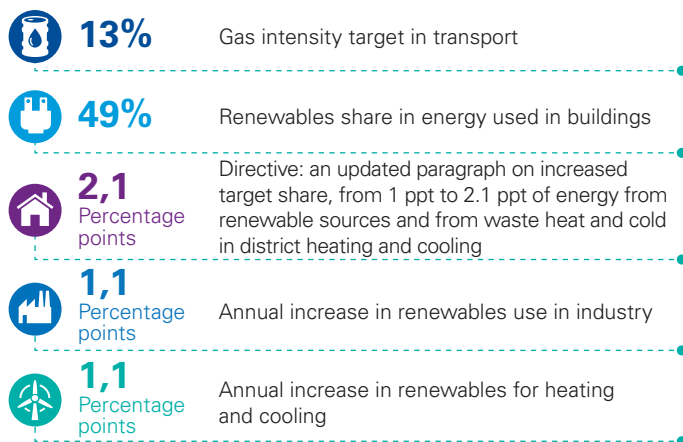 13%
Gas intensity target in transport
49%
Renewables share in energy used in buildings
2,1
Percentage
points
Directive: an updated paragraph on increased
target share, from 1 ppt to 2.1 ppt of energy from
renewable sources and from waste heat and cold
in district heating and cooling
1,1
Percentage
points
Annual increase in renewables use in industry
1,1
Percentage
points
Annual increase in renewables for heating
and cooling